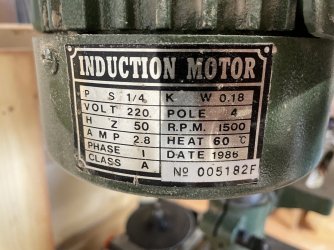 INDUCTION MOTOR
P S 1/4 K W 0.18
VOLT 220 POLE 4
H Z 50 R.P.M. 1500
AMP 2.8 HEAT 60℃
PHASE 1 DATE 1986
CLASS A Nº 005182F